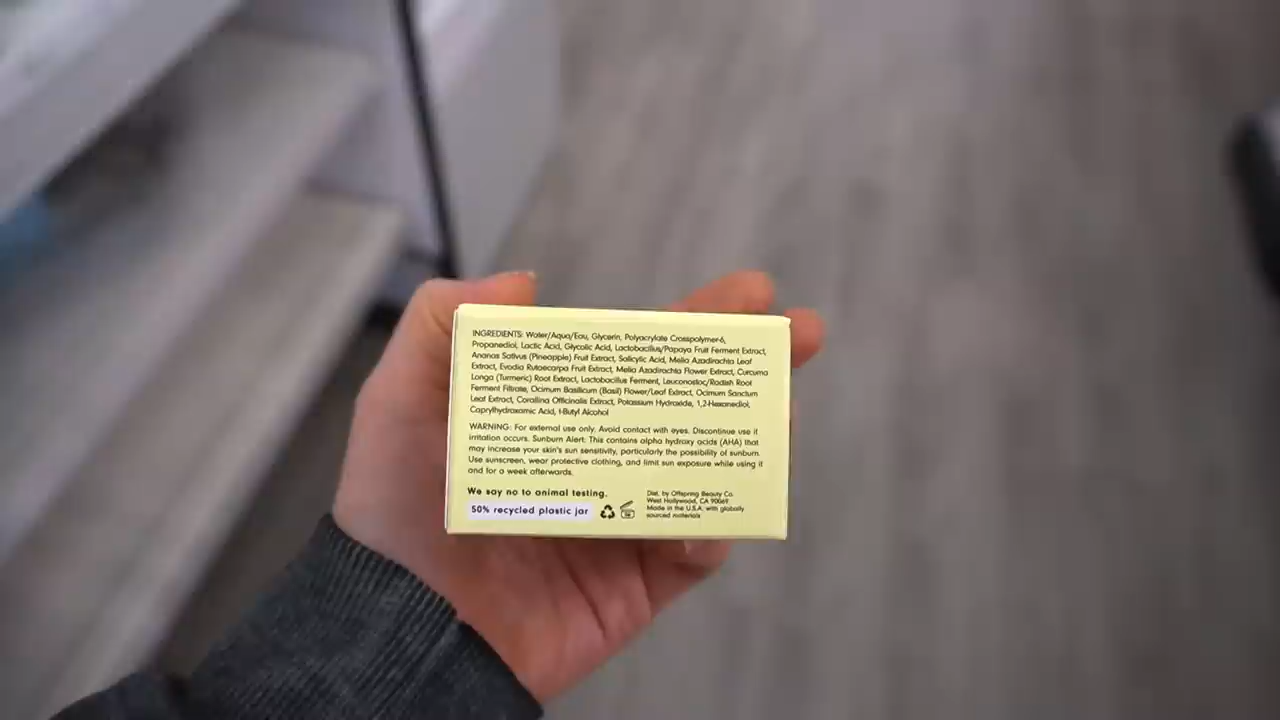 INGREDIENTS: Water/Aqua/Eau, Glycerin, Polyacrylate Crosspolymer-6,
Propanediol, Lactic Acid, Glycolic Acid, Lactobacillus/Papaya Fruit Ferment Extract,
Ananas Sativus (Pineapple) Fruit Extract, Salicylic Acid, Melia Azadirachta Leaf
Extract, Evodia Rutaecarpa Fruit Extract, Melia Azadirachta Flower Extract, Curcuma
Longa (Turmeric) Root Extract, Lactobacillus Ferment, Leuconostoc/Radish Root
Ferment Filtrate, Ocimum Basilicum (Basil) Flower/Leaf Extract, Ocimum Sanctum
Leaf Extract, Corallina Officinalis Extract, Potassium Hydroxide, 1,2-Hexanediol,
Caprylhydroxamic Acid, t-Butyl Alcohol
WARNING: For external use only. Avoid contact with eyes. Discontinue use if
irritation occurs. Sunburn Alert: This contains alpha hydroxy acids (AHA) that
may increase your skin's sun sensitivity, particularly the possibility of sunburn.
Use sunscreen, wear protective clothing, and limit sun exposure while using it
and for a week afterwards.
We say no to animal testing.
50% recycled plastic jar
Dist. by Offspring Beauty Co.
West Hollywood, CA 90069
Made in the U.S.A. with globally
sourced materials